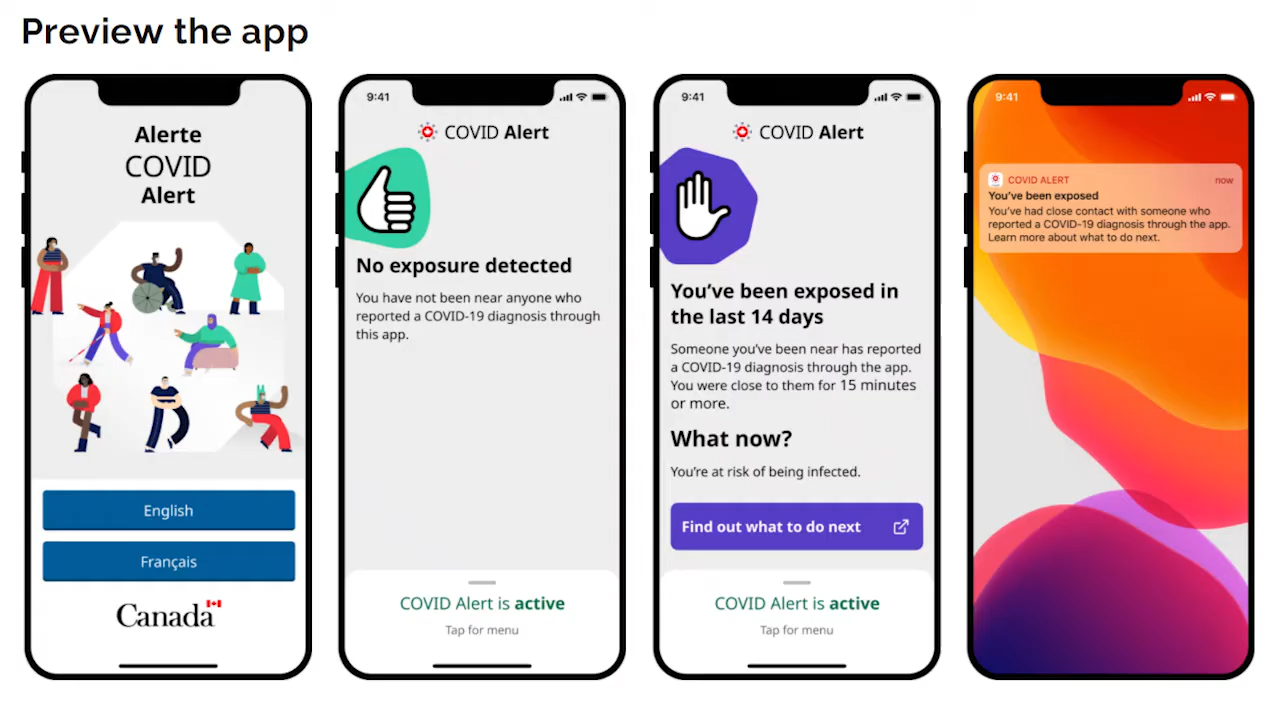 Preview the app
Alerte
COVID
Alert
English
Français
Canada
9:41
COVID Alert
No exposure detected
You have not been near anyone who
reported a COVID-19 diagnosis through
this app.
COVID Alert is active
Tap for menu
9:41
COVID Alert
You've been exposed in
the last 14 days
Someone you've been near has reported
a COVID-19 diagnosis through the app.
You were close to them for 15 minutes
or more.
What now?
You're at risk of being infected.
Find out what to do next
COVID Alert is active
Tap for menu
9:41
COVID ALERT now
You've been exposed
You've had close contact with someone who
reported a COVID-19 diagnosis through the app.
Learn more about what to do next.